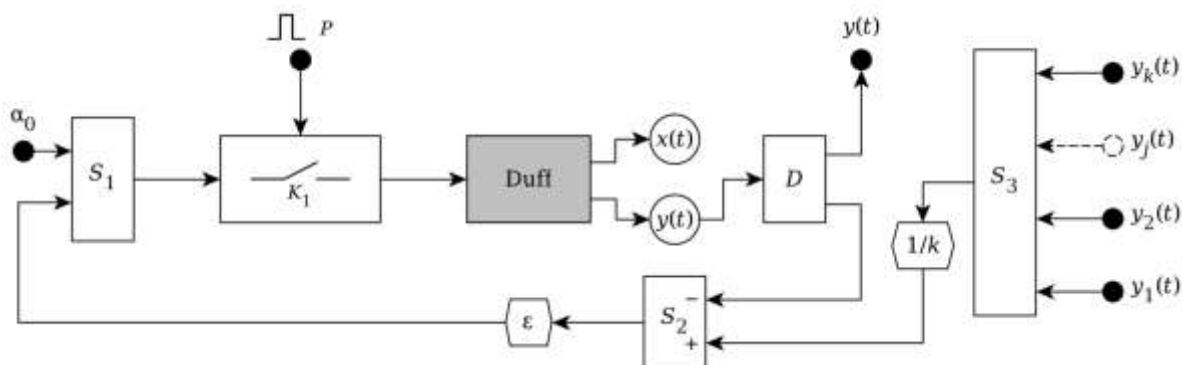 P
y(t)
α₀
S₁
K₁
Duff
x(t)
y(t)
D
S₂
−
+
ε
1/k
S₃
yₖ(t)
yⱼ(t)
y₂(t)
y₁(t)